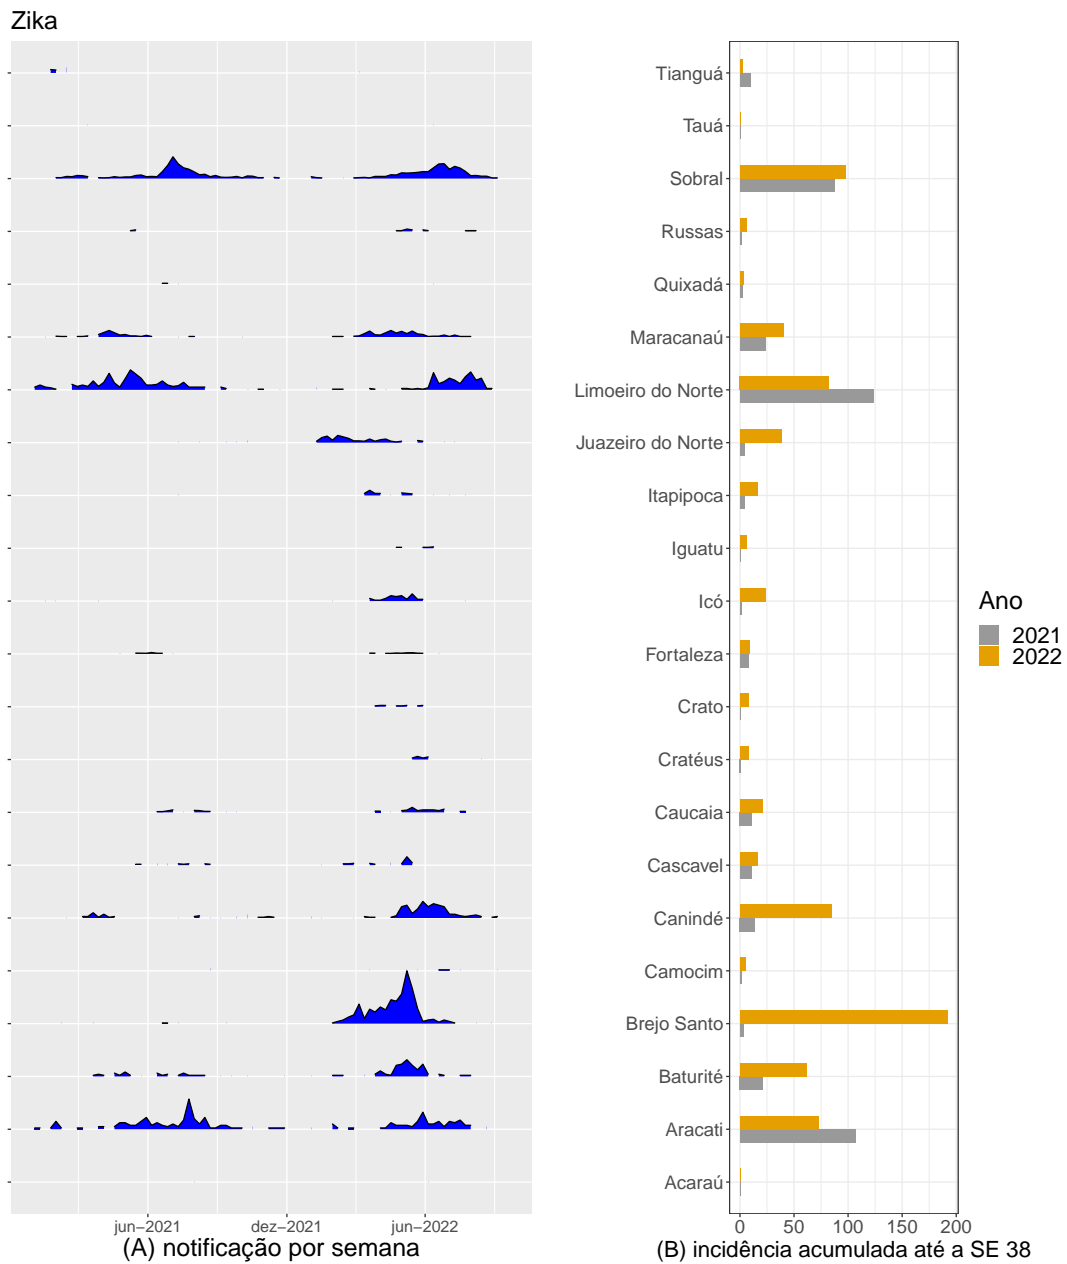 Zika
Tianguá
Tauá
Sobral
Russas
Quixadá
Maracanaú
Limoeiro do Norte
Juazeiro do Norte
Itapipoca
Iguatu
Icó
Fortaleza
Crato
Cratéus
Caucaia
Cascavel
Canindé
Camocim
Brejo Santo
Baturité
Aracati
Acaraú
Ano
2021
2022
jun–2021 dez–2021 jun–2022
(A) notificação por semana
0 50 100 150 200
(B) incidência acumulada até a SE 38